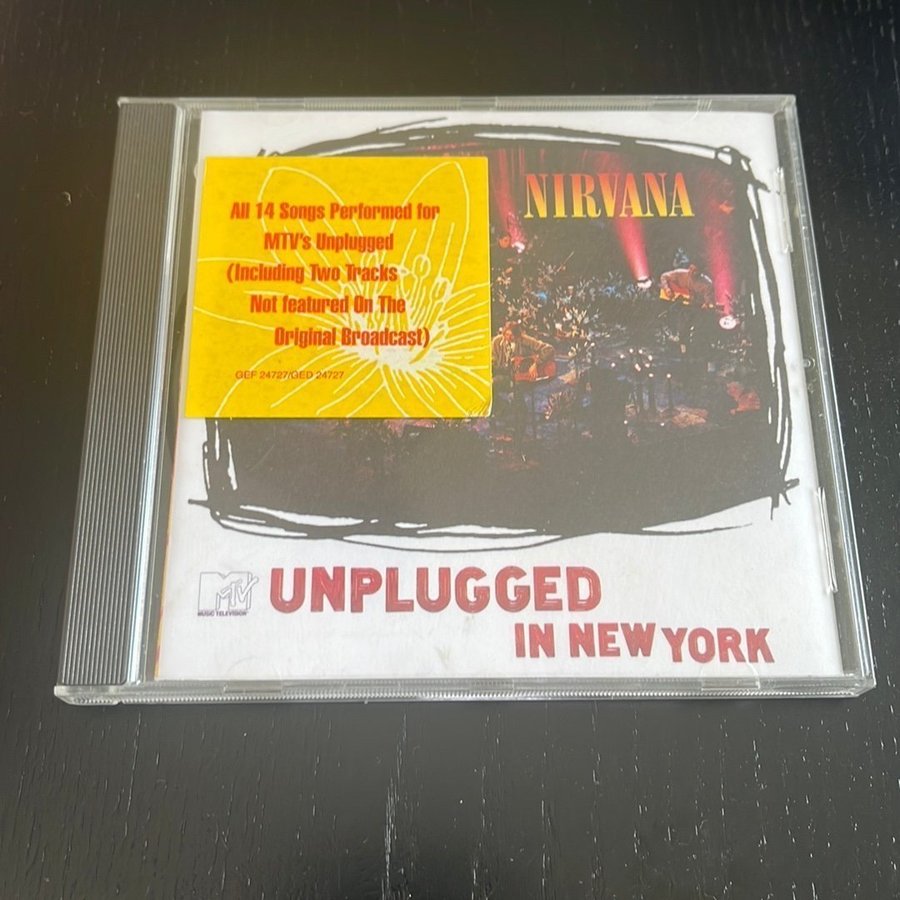 NIRVANA
All 14 Songs Performed for
MTV's Unplugged
(Including Two Tracks
Not featured On The
Original Broadcast)
GEF 24727/GED 24727
MTV
MUSIC TELEVISION
UNPLUGGED
IN NEW YORK